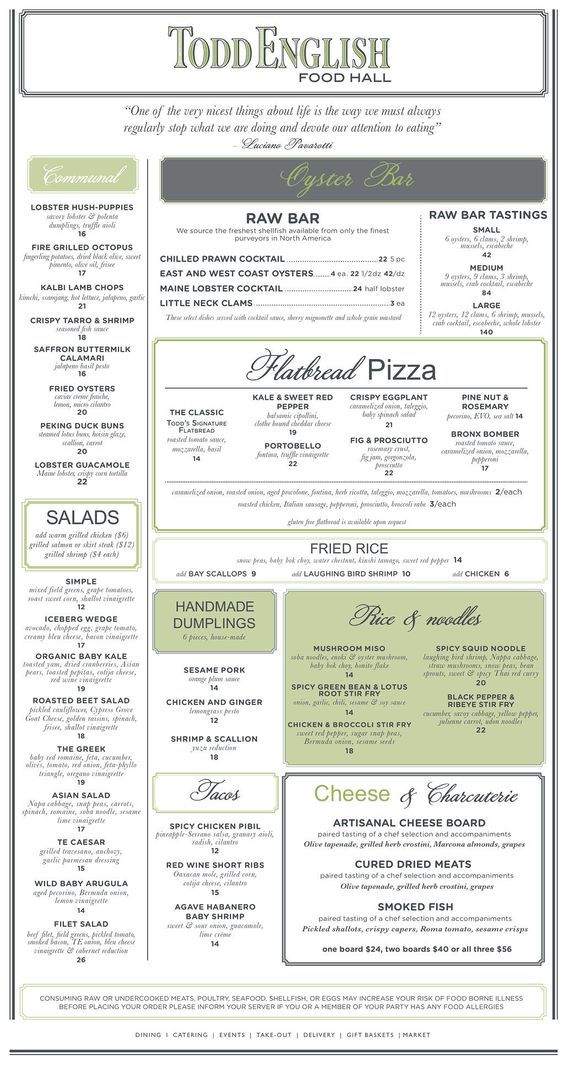 TODD ENGLISH
FOOD HALL
“One of the very nicest things about life is the way we must always
regularly stop what we are doing and devote our attention to eating”
- Luciano Pavarotti
Communal
LOBSTER HUSH-PUPPIES
savory lobster & polenta
dumplings, truffle aioli
16
FIRE GRILLED OCTOPUS
fingerling potatoes, dried black olive, sweet
pimento, olive oil, frisee
17
KALBI LAMB CHOPS
kimchi, ssamjang, hot lettuce, jalapeno, garlic
21
CRISPY TARRO & SHRIMP
seasoned fish sauce
18
SAFFRON BUTTERMILK
CALAMARI
jalapeno basil pesto
16
FRIED OYSTERS
caviar creme fraiche,
lemon, micro cilantro
20
PEKING DUCK BUNS
steamed lotus buns, hoisin glaze,
scallion, carrot
20
LOBSTER GUACAMOLE
Maine lobster, crispy corn tortilla
22
SALADS
add warm grilled chicken ($6)
grilled salmon or skirt steak ($12)
grilled shrimp ($4 each)
SIMPLE
mixed field greens, grape tomatoes,
roast sweet corn, shallot vinaigrette
12
ICEBERG WEDGE
avocado, chopped egg, grape tomato,
creamy bleu cheese, bacon vinaigrette
17
ORGANIC BABY KALE
toasted yam, dried cranberries, Asian
pears, toasted pepitas, cotija cheese,
red wine vinaigrette
19
ROASTED BEET SALAD
pickled cauliflower, Cypress Grove
Goat Cheese, golden raisins, spinach,
frisee, shallot vinaigrette
18
THE GREEK
baby red romaine, feta, cucumber,
olives, tomato, red onion, feta-phyllo
triangle, oregano vinaigrette
19
ASIAN SALAD
Napa cabbage, snap peas, carrots,
spinach, romaine, soba noodle, sesame
lime vinaigrette
17
TE CAESAR
grilled trevesano, anchovy,
garlic parmesan dressing
15
WILD BABY ARUGULA
aged pecorino, Bermuda onion,
lemon vinaigrette
14
FILET SALAD
beef filet, field greens, pickled tomato,
smoked bacon, TE onion, bleu cheese
vinaigrette & cabernet reduction
26
Oyster Bar
RAW BAR
We source the freshest shellfish available from only the finest
purveyors in North America
CHILLED PRAWN COCKTAIL 22 5 pc
EAST AND WEST COAST OYSTERS 4 ea. 22 1/2dz 42/dz
MAINE LOBSTER COCKTAIL 24 half lobster
LITTLE NECK CLAMS 3 ea
These select dishes served with cocktail sauce, sherry mignonette and whole grain mustard
RAW BAR TASTINGS
SMALL
6 oysters, 6 clams, 2 shrimp,
mussels, escabeche
42
MEDIUM
9 oysters, 9 clams, 3 shrimp,
mussels, crab cocktail, escabeche
84
LARGE
12 oysters, 12 clams, 6 shrimp, mussels,
crab cocktail, escabeche, whole lobster
140
Flatbread Pizza
THE CLASSIC
TODD'S SIGNATURE
FLATBREAD
roasted tomato sauce,
mozzarella, basil
14
KALE & SWEET RED
PEPPER
balsamic cipollini,
clothe bound cheddar cheese
19
PORTOBELLO
fontina, truffle vinaigrette
22
CRISPY EGGPLANT
caramelized onion, taleggio,
baby spinach salad
21
FIG & PROSCIUTTO
rosemary crust,
fig jam, gorgonzola,
prosciutto
22
PINE NUT &
ROSEMARY
pecorino, EVO, sea salt 14
BRONX BOMBER
roasted tomato sauce,
caramelized onion, mozzarella,
pepperoni
17
caramelized onion, roasted onion, aged provolone, fontina, herb ricotta, taleggio, mozzarella, tomatoes, mushrooms 2/each
roasted chicken, Italian sausage, pepperoni, prosciutto, broccoli rabe 3/each
gluten free flatbread is available upon request
FRIED RICE
snow peas, baby bok choy, water chestnut, kinshi tamago, sweet red pepper 14
add BAY SCALLOPS 9 add LAUGHING BIRD SHRIMP 10 add CHICKEN 6
HANDMADE
DUMPLINGS
6 pieces, house-made
SESAME PORK
orange plum sauce
14
CHICKEN AND GINGER
lemongrass pesto
12
SHRIMP & SCALLION
yuzu reduction
18
Rice & noodles
MUSHROOM MISO
soba noodles, enoki & oyster mushroom,
baby bok choy, bonito flake
14
SPICY GREEN BEAN & LOTUS
ROOT STIR FRY
onion, garlic, chili, sesame & soy sauce
14
CHICKEN & BROCCOLI STIR FRY
sweet red pepper, sugar snap peas,
Bermuda onion, sesame seeds
18
SPICY SQUID NOODLE
laughing bird shrimp, Nappa cabbage,
straw mushrooms, snow peas, bean
sprouts, sweet & spicy Thai red curry
20
BLACK PEPPER &
RIBEYE STIR FRY
cucumber, savoy cabbage, yellow pepper,
julienne carrot, udon noodles
22
Tacos
SPICY CHICKEN PIBIL
pineapple-Serrano salsa, granary aioli,
radish, cilantro
12
RED WINE SHORT RIBS
Oaxacan mole, grilled corn,
cotija cheese, cilantro
15
AGAVE HABANERO
BABY SHRIMP
sweet & sour onion, guacamole,
lime crème
14
Cheese & Charcuterie
ARTISANAL CHEESE BOARD
paired tasting of a chef selection and accompaniments
Olive tapenade, grilled herb crostini, Marcona almonds, grapes
CURED DRIED MEATS
paired tasting of a chef selection and accompaniments
Olive tapenade, grilled herb crostini, grapes
SMOKED FISH
paired tasting of a chef selection and accompaniments
Pickled shallots, crispy capers, Roma tomato, sesame crisps
one board $24, two boards $40 or all three $56
CONSUMING RAW OR UNDERCOOKED MEATS, POULTRY, SEAFOOD, SHELLFISH, OR EGGS MAY INCREASE YOUR RISK OF FOOD BORNE ILLNESS
BEFORE PLACING YOUR ORDER PLEASE INFORM YOUR SERVER IF YOU OR A MEMBER OF YOUR PARTY HAS ANY FOOD ALLERGIES
DINING | CATERING | EVENTS | TAKE-OUT | DELIVERY | GIFT BASKETS | MARKET